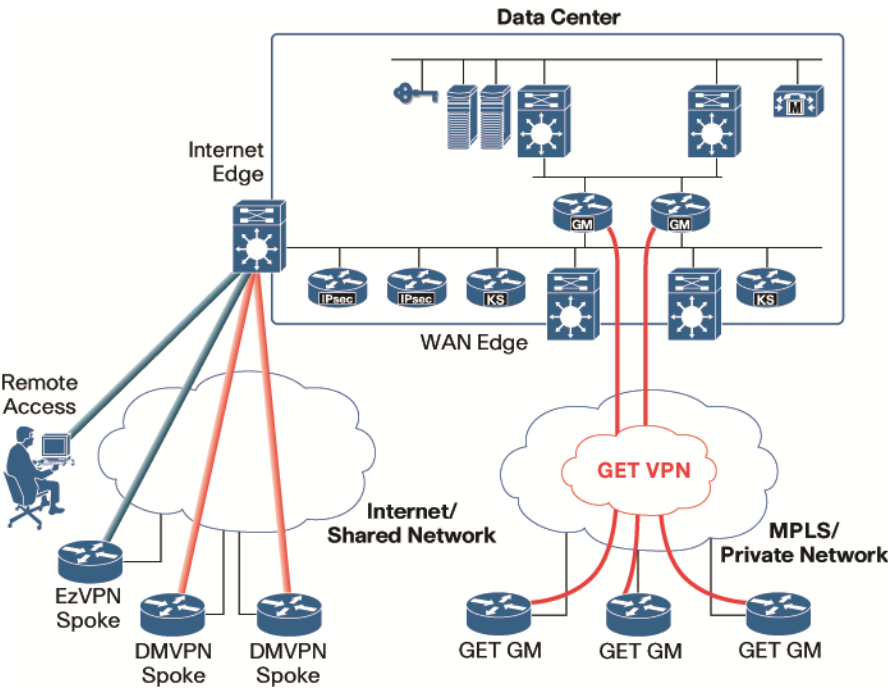 Data Center
M
Internet
Edge
GM
GM
IPsec
IPsec
KS
KS
WAN Edge
Remote
Access
GET VPN
Internet/
Shared Network
MPLS/
Private Network
EzVPN
Spoke
DMVPN
Spoke
DMVPN
Spoke
GET GM
GET GM
GET GM